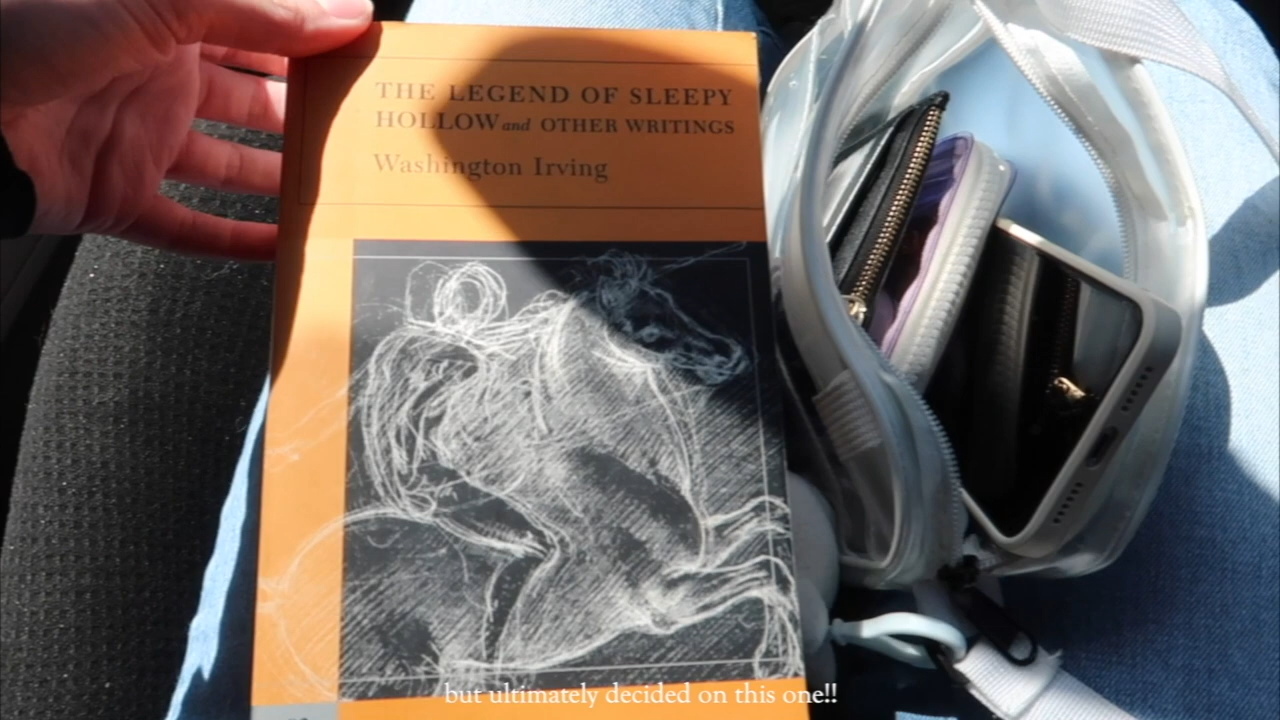 THE LEGEND OF SLEEPY
HOLLOW and OTHER WRITINGS
Washington Irving
but ultimately decided on this one!!